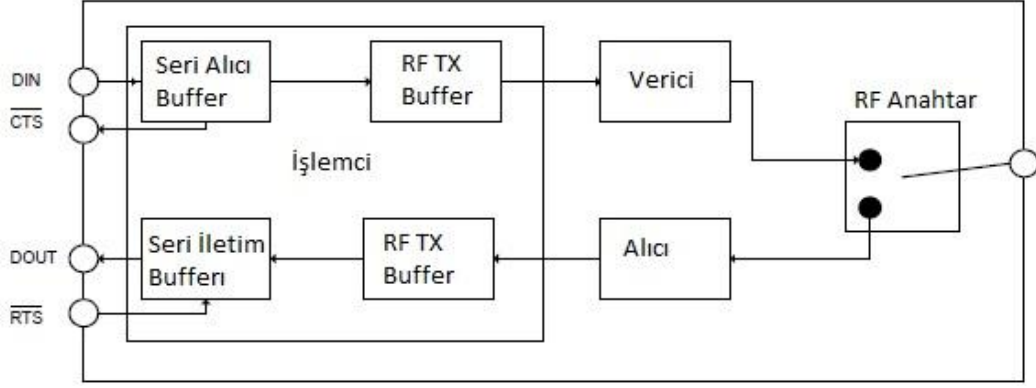 DIN
Seri Alıcı
Buffer
RF TX
Buffer
Verici
RF Anahtar
CTS
İşlemci
DOUT
Seri İletim
Bufferı
RF TX
Buffer
Alıcı
RTS